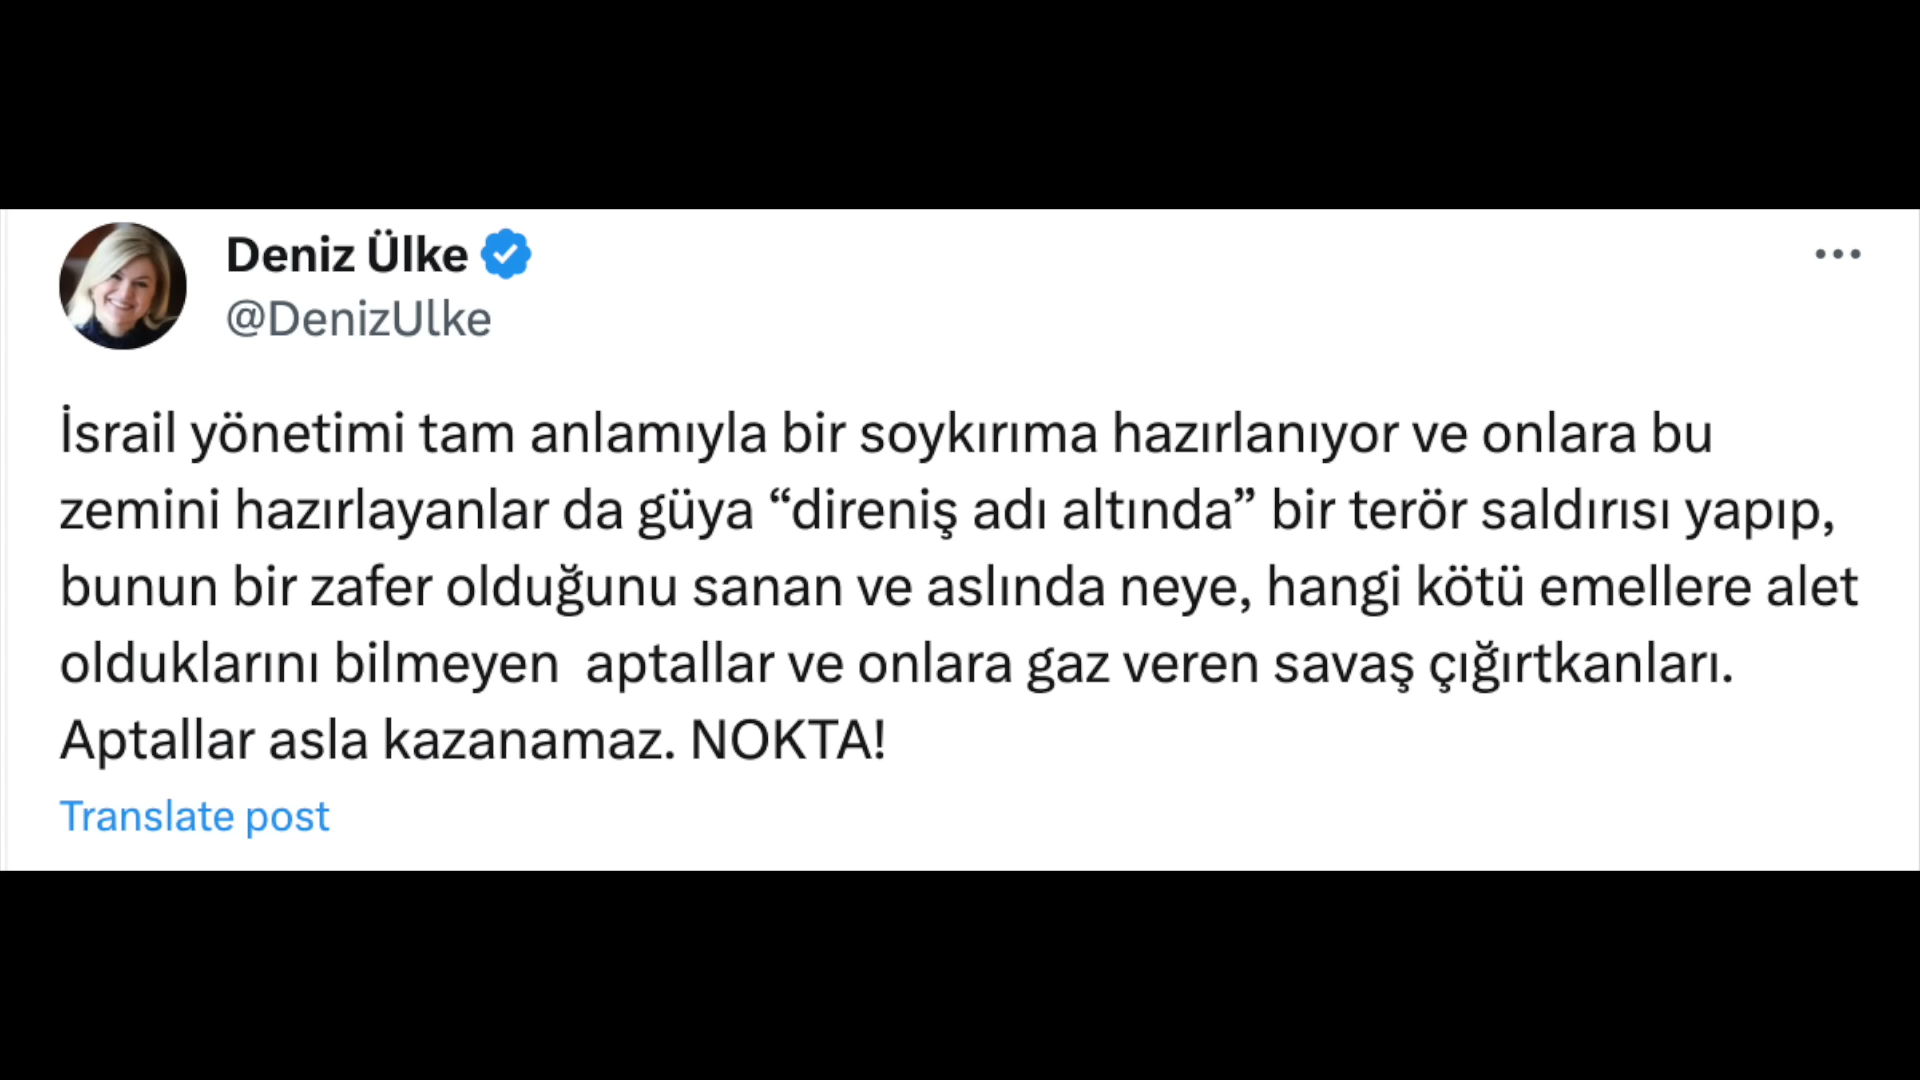 Deniz Ülke
@DenizUlke
İsrail yönetimi tam anlamıyla bir soykırıma hazırlanıyor ve onlara bu
zemini hazırlayanlar da güya “direniş adı altında” bir terör saldırısı yapıp,
bunun bir zafer olduğunu sanan ve aslında neye, hangi kötü emellere alet
olduklarını bilmeyen  aptallar ve onlara gaz veren savaş çığırtkanları.
Aptallar asla kazanamaz. NOKTA!
Translate post